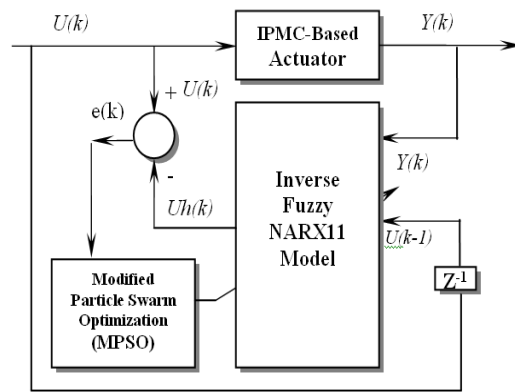 U(k)
IPMC-Based
Actuator
Y(k)
+ U(k)
e(k)
-
Uh(k)
Inverse
Fuzzy
NARX11
Model
Y(k)
U(k-1)
Z-1
Modified
Particle Swarm
Optimization
(MPSO)